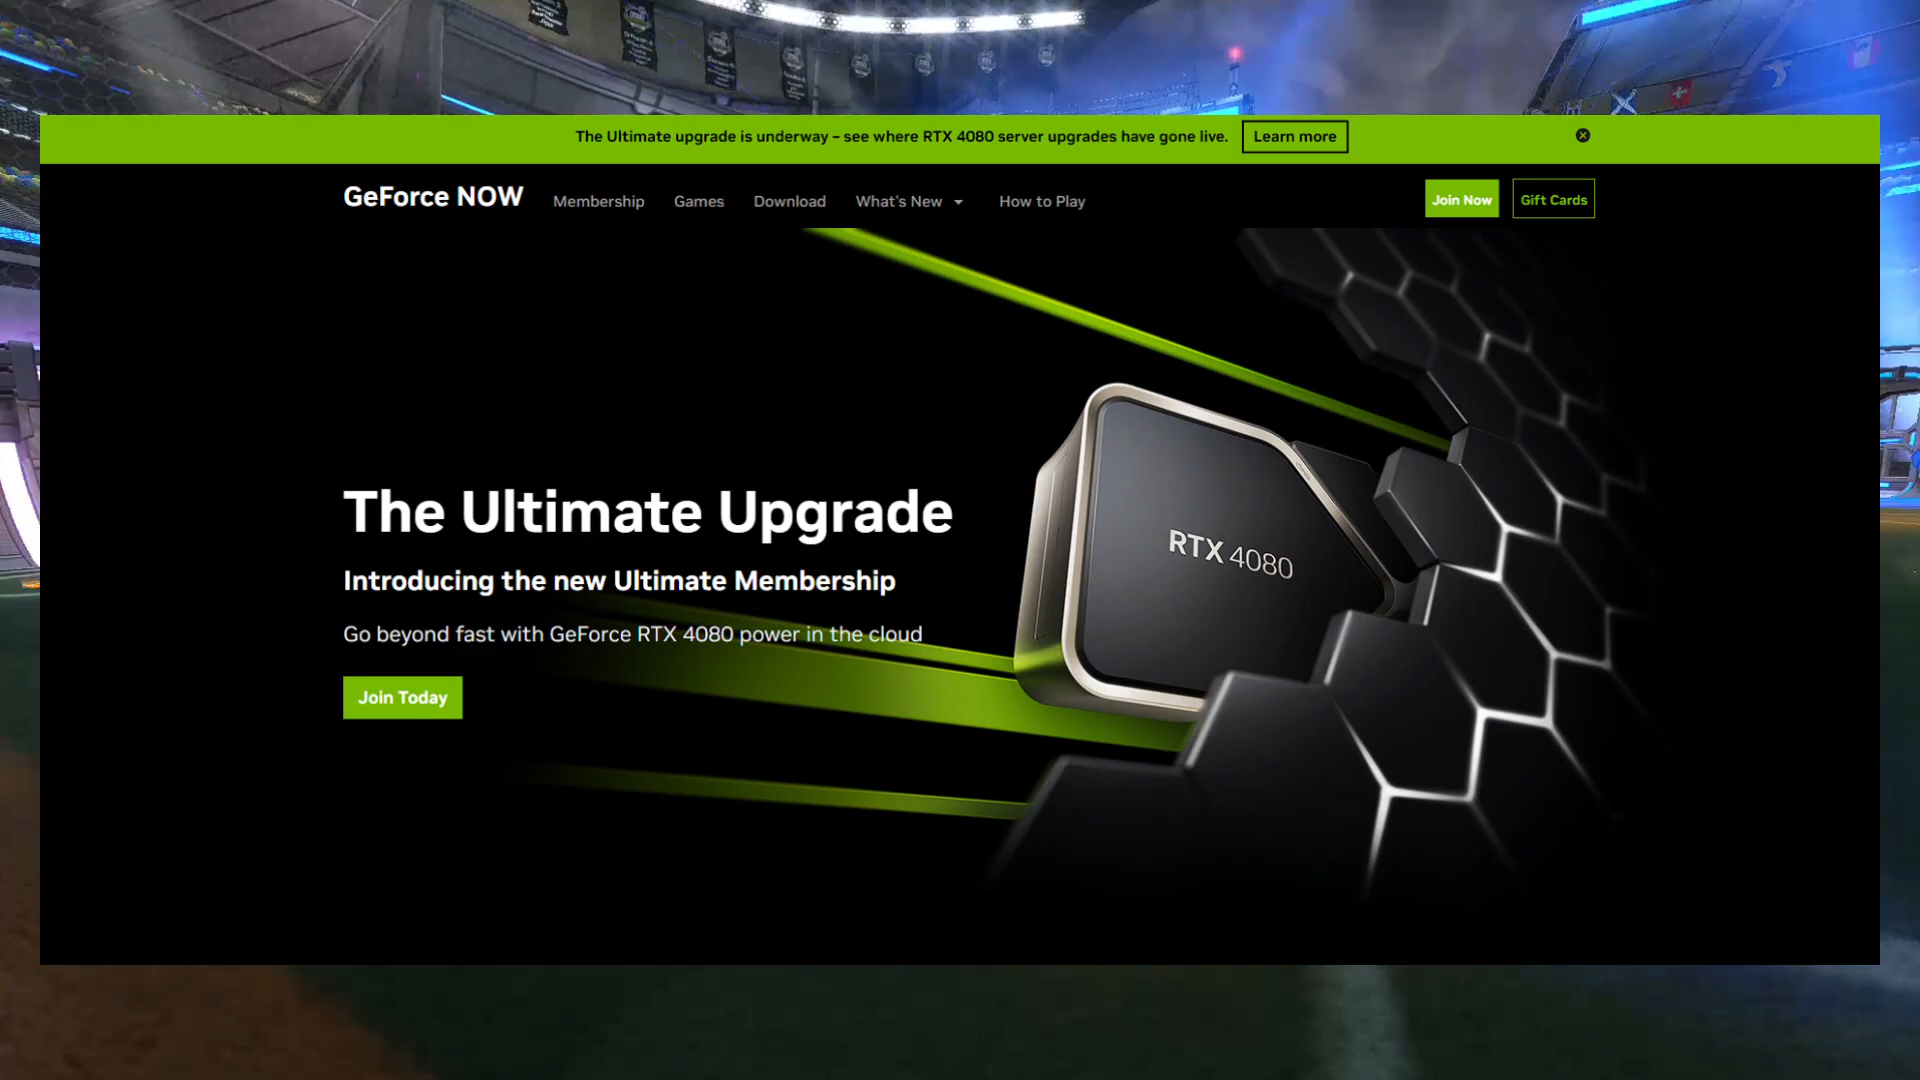 The Ultimate upgrade is underway – see where RTX 4080 server upgrades have gone live. Learn more
GeForce NOW Membership Games Download What's New How to Play Join Now Gift Cards
The Ultimate Upgrade
Introducing the new Ultimate Membership
Go beyond fast with GeForce RTX 4080 power in the cloud
Join Today
RTX 4080